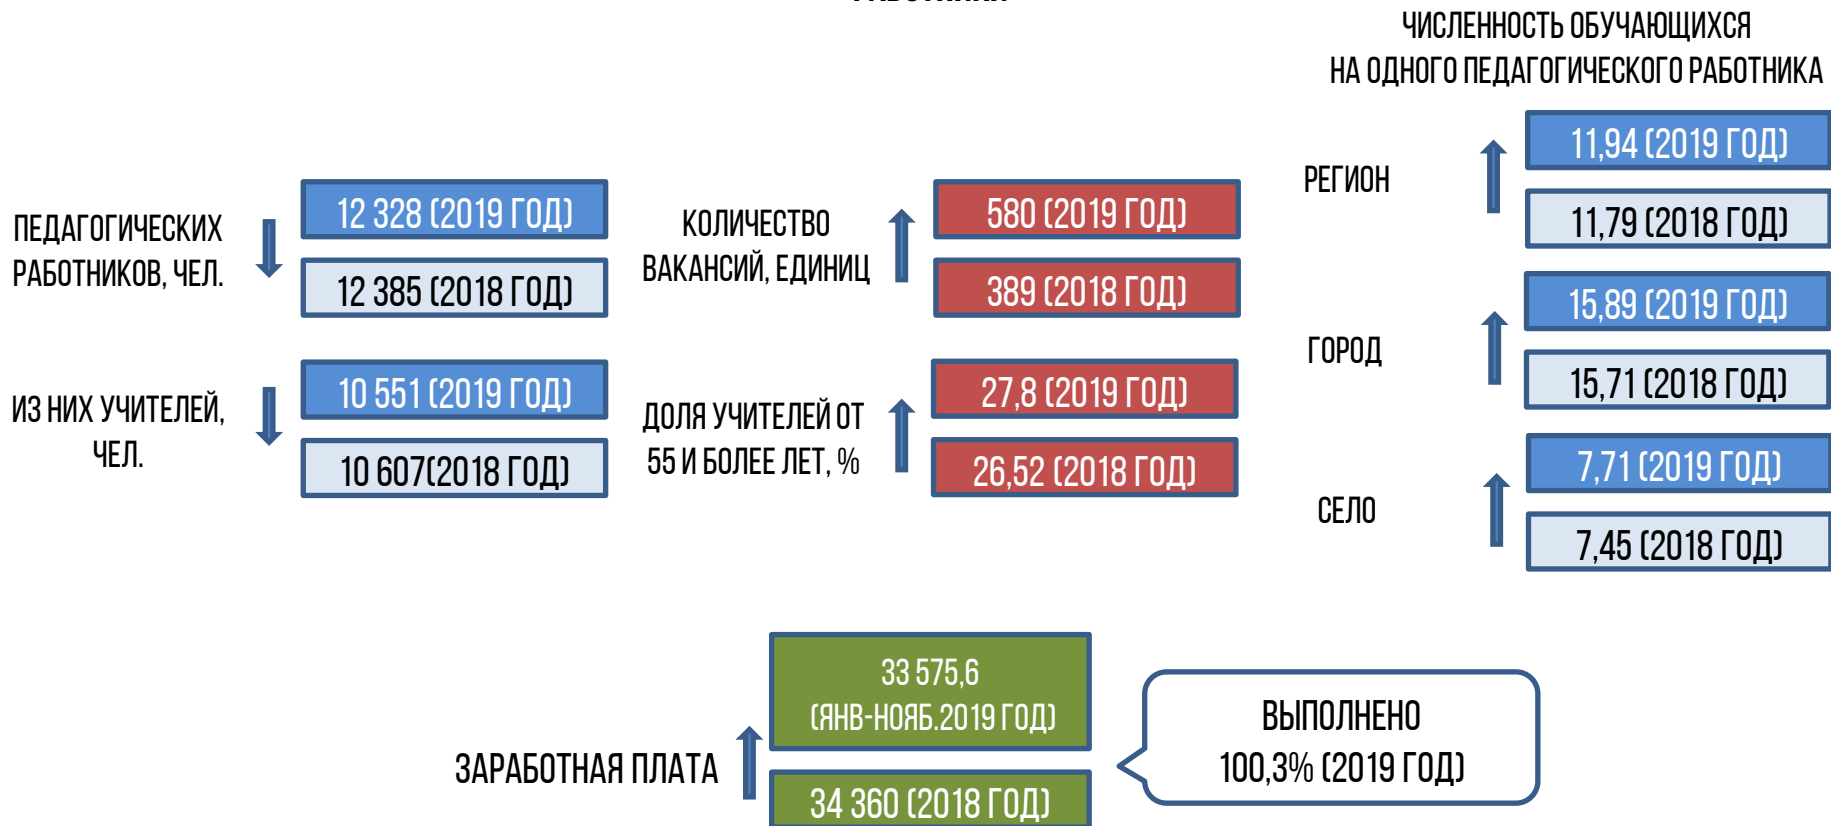 ЧИСЛЕННОСТЬ ОБУЧАЮЩИХСЯ
НА ОДНОГО ПЕДАГОГИЧЕСКОГО РАБОТНИКА
ПЕДАГОГИЧЕСКИХ
РАБОТНИКОВ, ЧЕЛ.
12 328 (2019 ГОД)
12 385 (2018 ГОД)
ИЗ НИХ УЧИТЕЛЕЙ,
ЧЕЛ.
10 551 (2019 ГОД)
10 607(2018 ГОД)
КОЛИЧЕСТВО
ВАКАНСИЙ, ЕДИНИЦ
580 (2019 ГОД)
389 (2018 ГОД)
ДОЛЯ УЧИТЕЛЕЙ ОТ
55 И БОЛЕЕ ЛЕТ, %
27,8 (2019 ГОД)
26,52 (2018 ГОД)
РЕГИОН
11,94 (2019 ГОД)
11,79 (2018 ГОД)
ГОРОД
15,89 (2019 ГОД)
15,71 (2018 ГОД)
СЕЛО
7,71 (2019 ГОД)
7,45 (2018 ГОД)
ЗАРАБОТНАЯ ПЛАТА
33 575,6
(ЯНВ-НОЯБ.2019 ГОД)
34 360 (2018 ГОД)
ВЫПОЛНЕНО
100,3% (2019 ГОД)